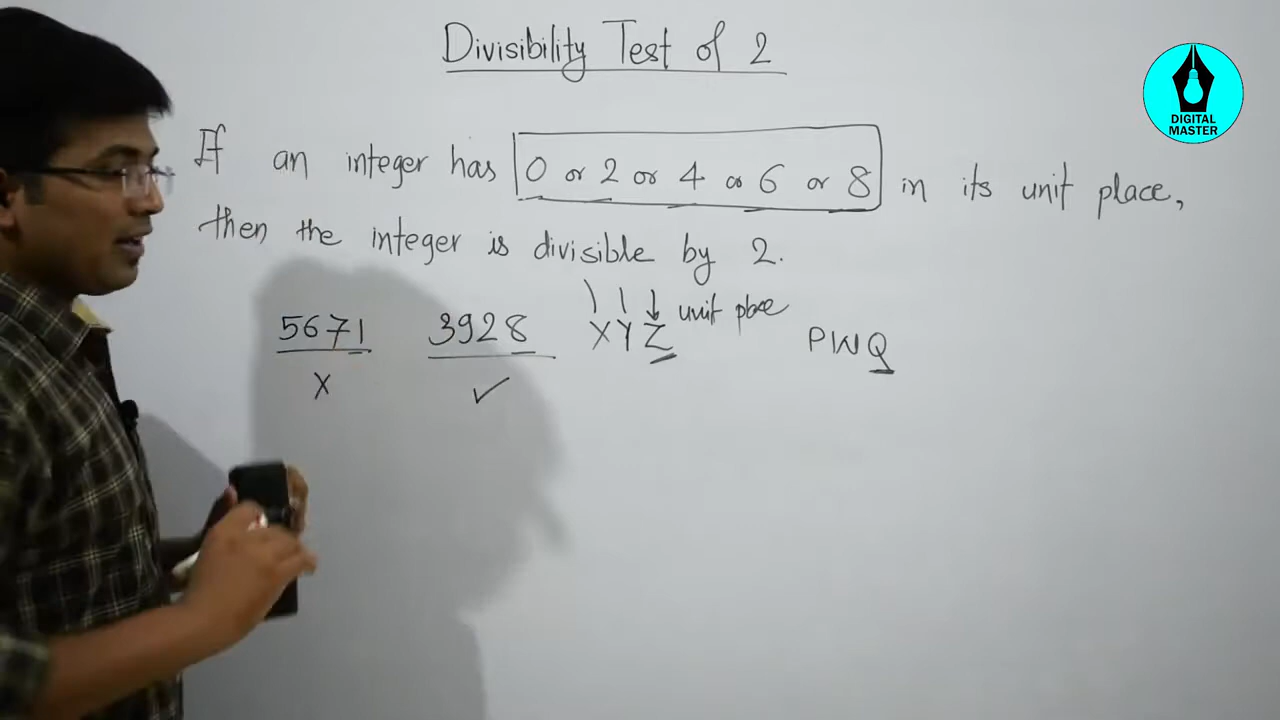 Divisibility Test of 2
DIGITAL
MASTER
If an integer has 0 or 2 or 4 or 6 or 8 in its unit place,
then the integer is divisible by 2.
5671 3928 XYZ unit place PWQ
X ✓